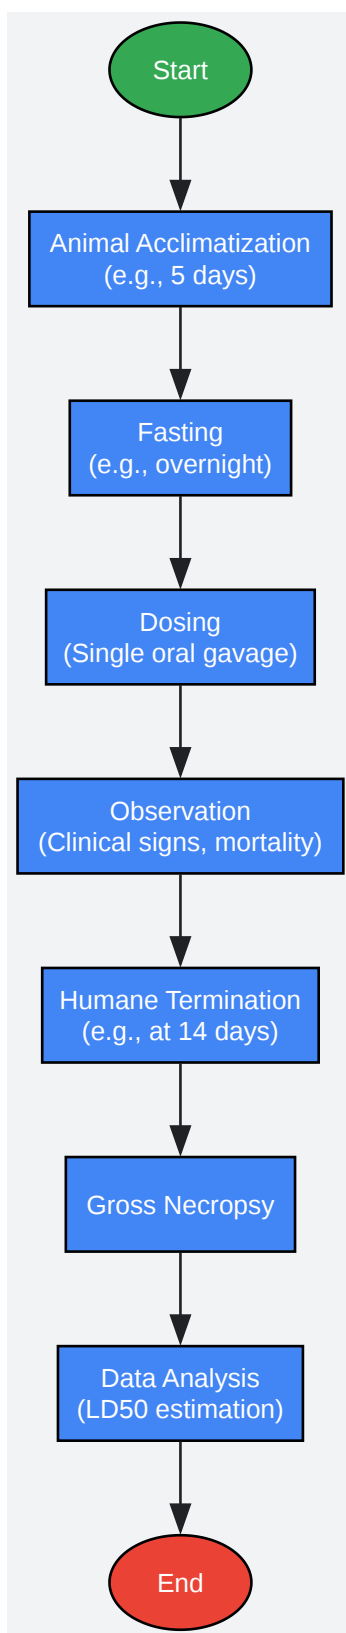 Start
Animal Acclimatization
(e.g., 5 days)
Fasting
(e.g., overnight)
Dosing
(Single oral gavage)
Observation
(Clinical signs, mortality)
Humane Termination
(e.g., at 14 days)
Gross Necropsy
Data Analysis
(LD50 estimation)
End